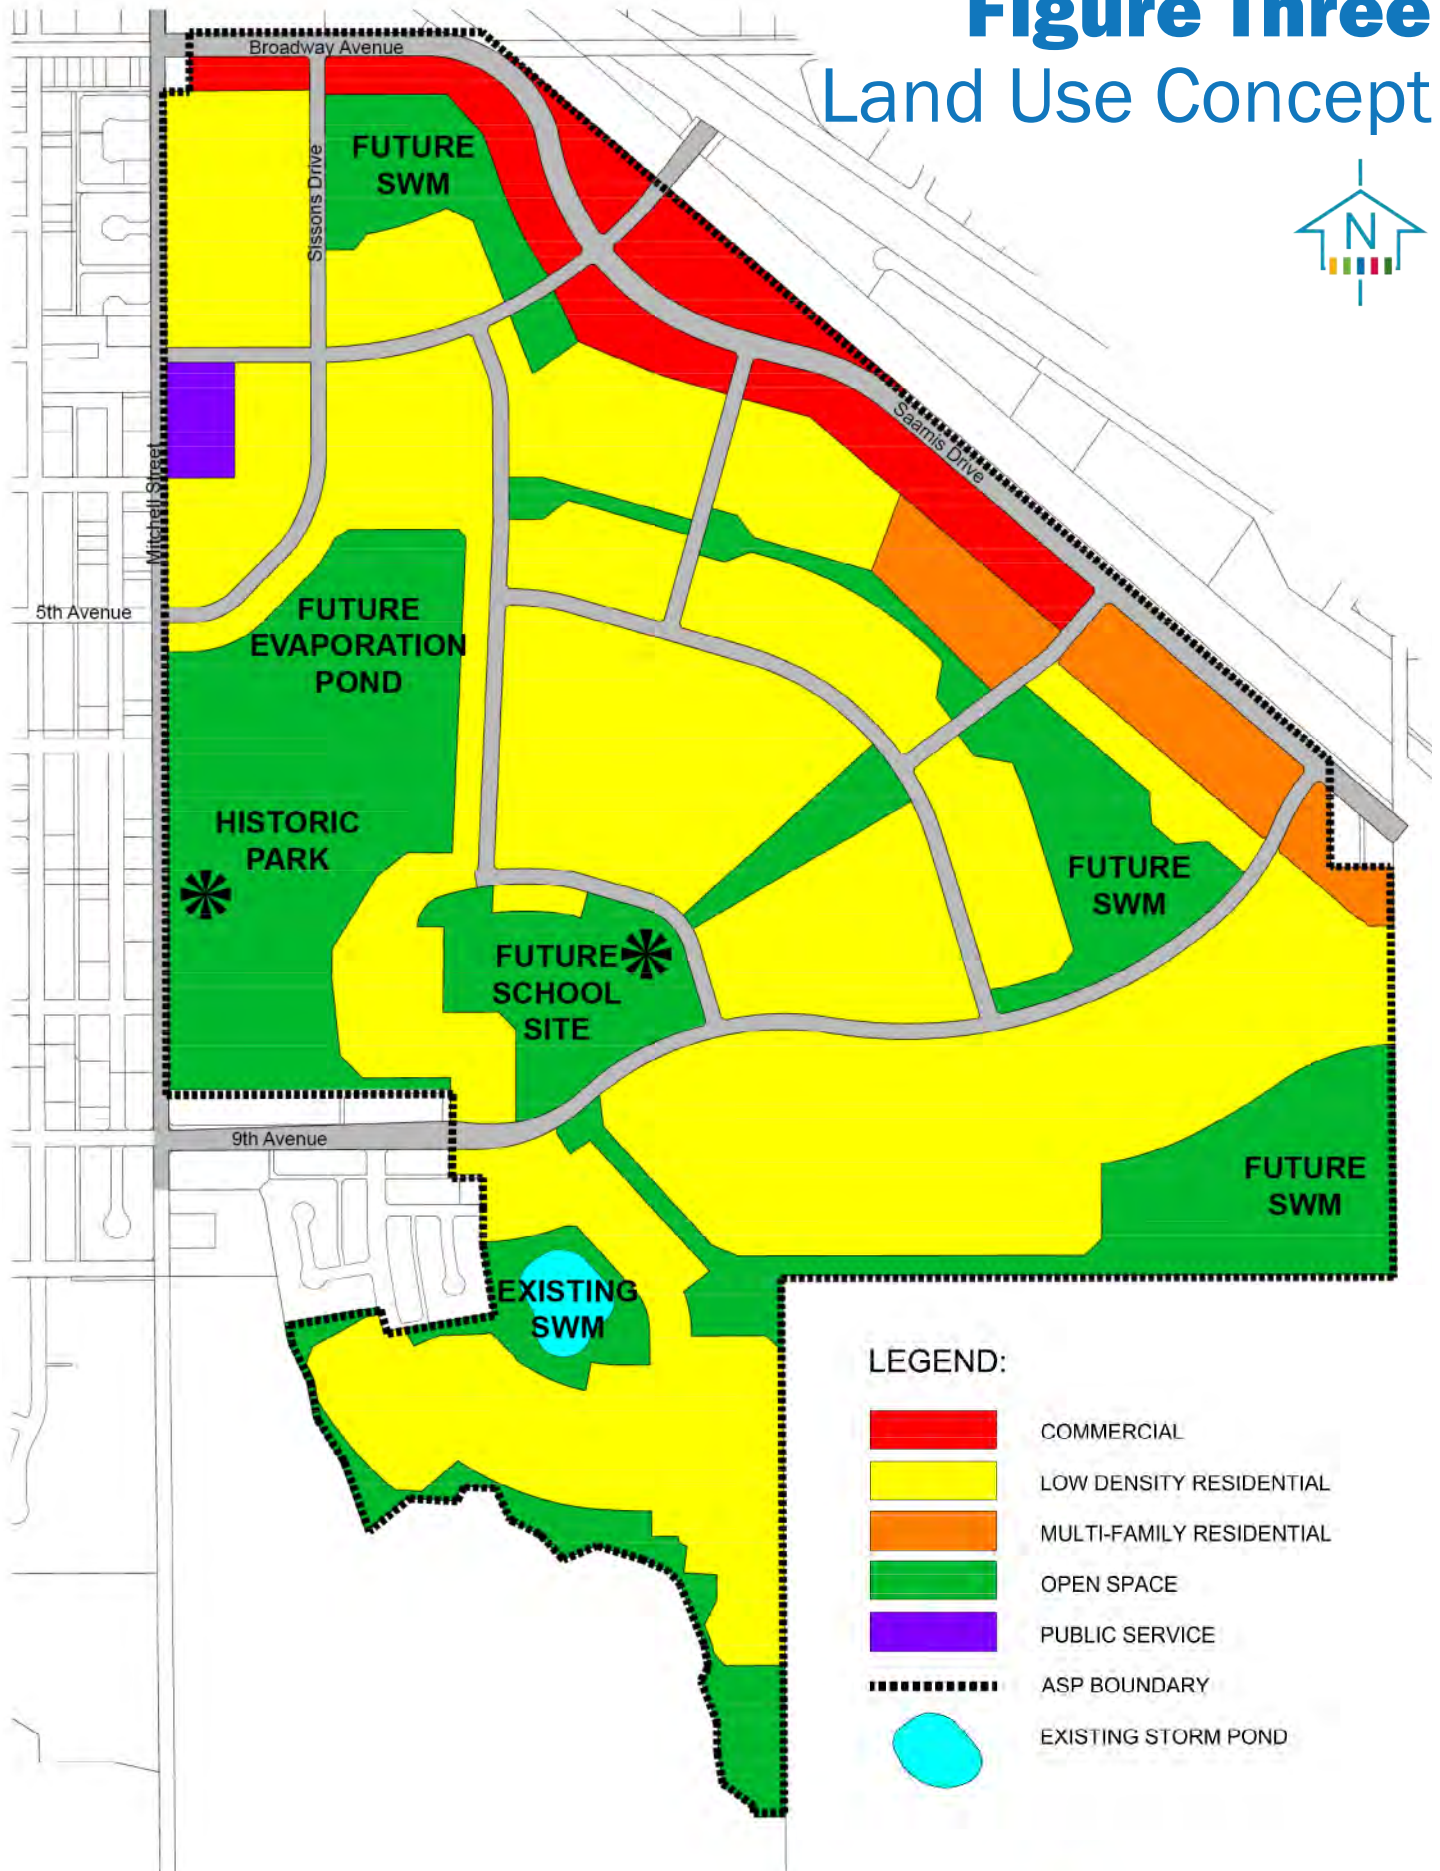 Figure Three
Land Use Concept
N
Broadway Avenue
Sissons Drive
FUTURE
SWM
Mitchell Street
Saamis Drive
5th Avenue
FUTURE
EVAPORATION
POND
HISTORIC
PARK
FUTURE
SWM
FUTURE
SCHOOL
SITE
9th Avenue
FUTURE
SWM
EXISTING
SWM
LEGEND:
COMMERCIAL
LOW DENSITY RESIDENTIAL
MULTI-FAMILY RESIDENTIAL
OPEN SPACE
PUBLIC SERVICE
ASP BOUNDARY
EXISTING STORM POND